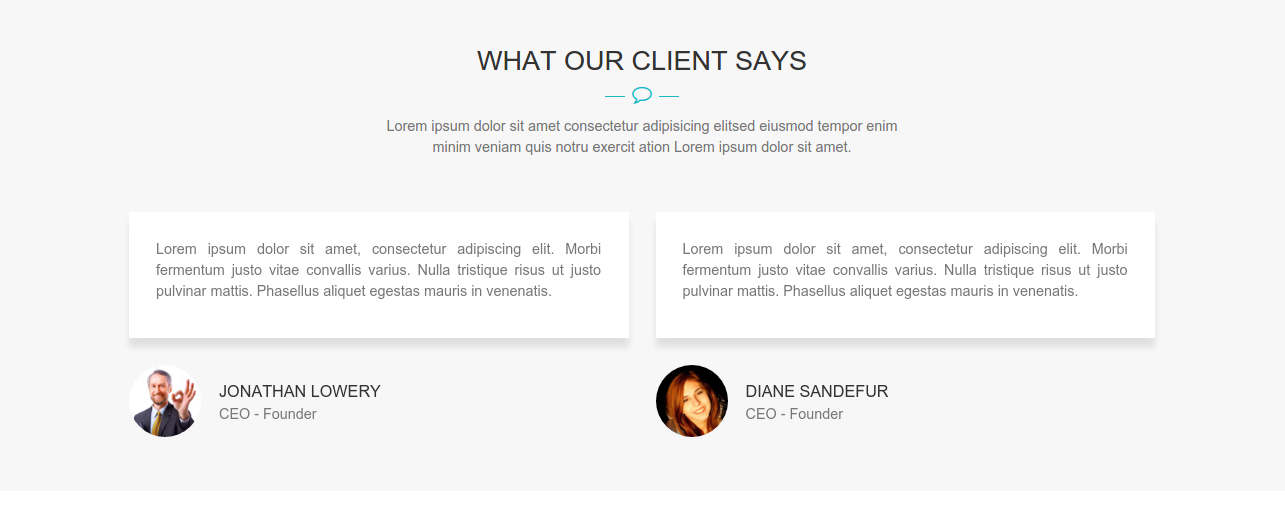 WHAT OUR CLIENT SAYS
Lorem ipsum dolor sit amet consectetur adipisicing elitsed eiusmod tempor enim
minim veniam quis notru exercit ation Lorem ipsum dolor sit amet.
Lorem ipsum dolor sit amet, consectetur adipiscing elit. Morbi
fermentum justo vitae convallis varius. Nulla tristique risus ut justo
pulvinar mattis. Phasellus aliquet egestas mauris in venenatis.
JONATHAN LOWERY
CEO - Founder
Lorem ipsum dolor sit amet, consectetur adipiscing elit. Morbi
fermentum justo vitae convallis varius. Nulla tristique risus ut justo
pulvinar mattis. Phasellus aliquet egestas mauris in venenatis.
DIANE SANDEFUR
CEO - Founder